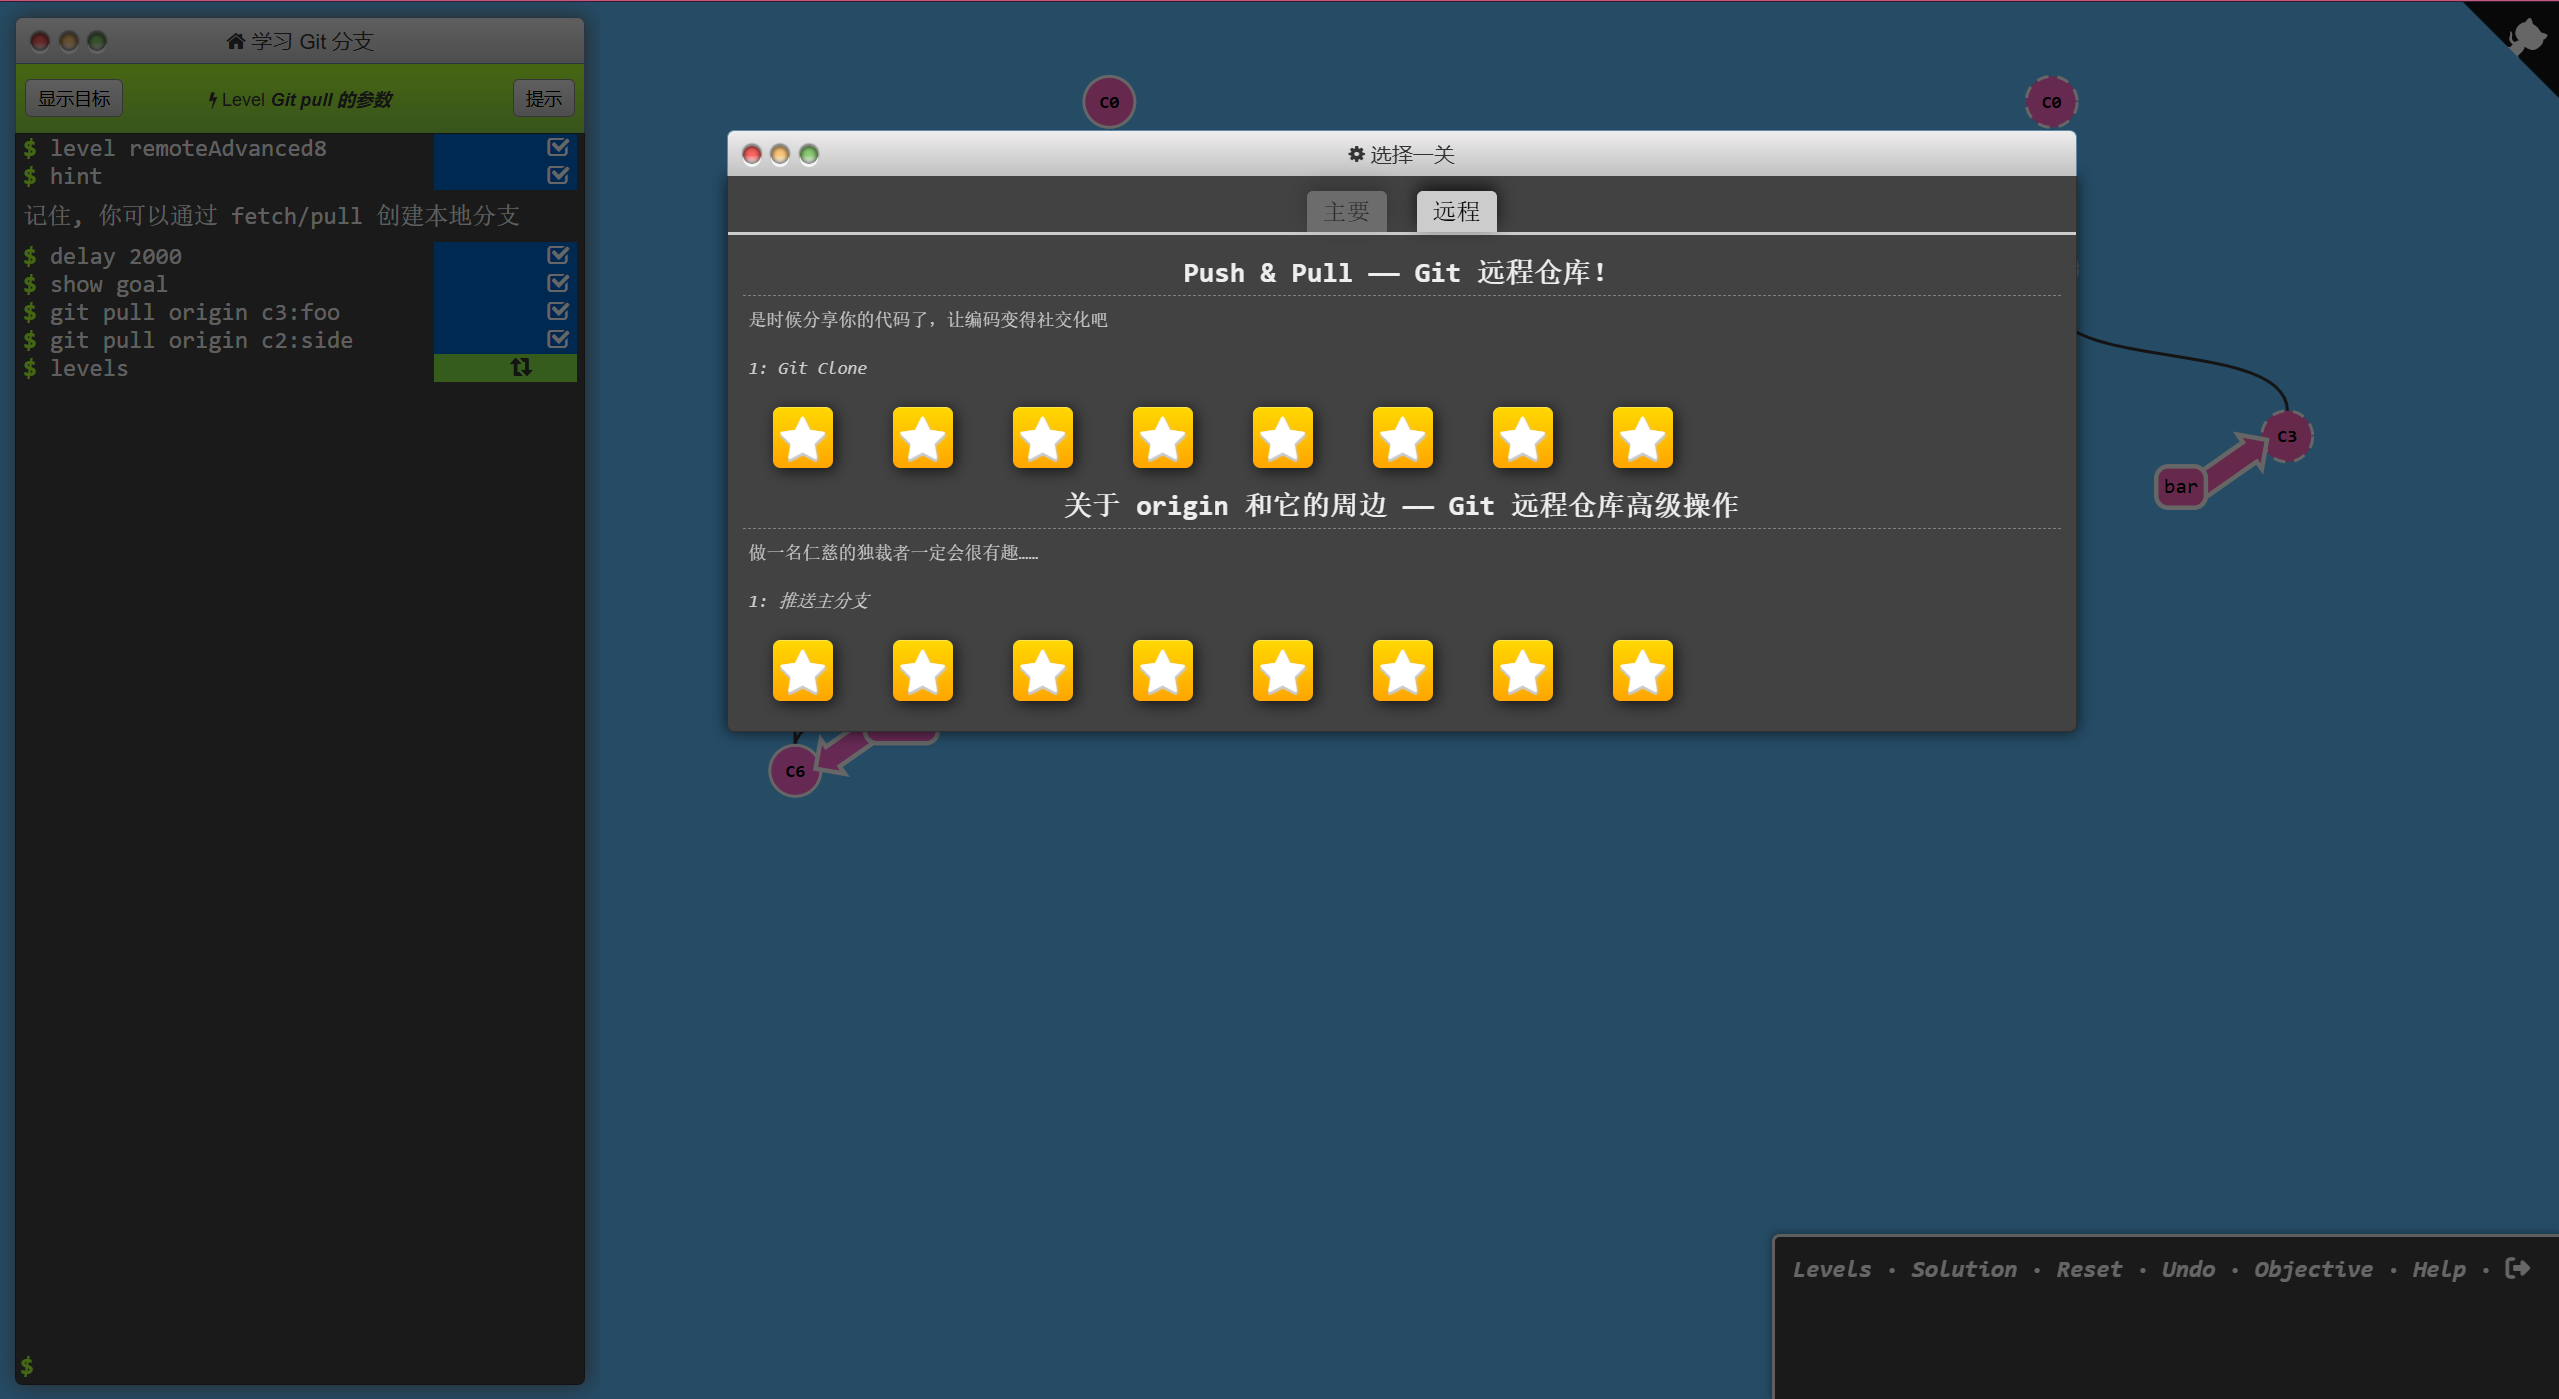 学习 Git 分支
显示目标
Level Git pull 的参数
提示
$ level remoteAdvanced8
$ hint
记住, 你可以通过 fetch/pull 创建本地分支
$ delay 2000
$ show goal
$ git pull origin c3:foo
$ git pull origin c2:side
$ levels
$
C0
C0
选择一关
主要
远程
Push & Pull —— Git 远程仓库！
是时候分享你的代码了，让编码变得社交化吧
1: Git Clone
关于 origin 和它的周边 —— Git 远程仓库高级操作
做一名仁慈的独裁者一定会很有趣……
1: 推送主分支
C3
bar
C6
Levels · Solution · Reset · Undo · Objective · Help ·